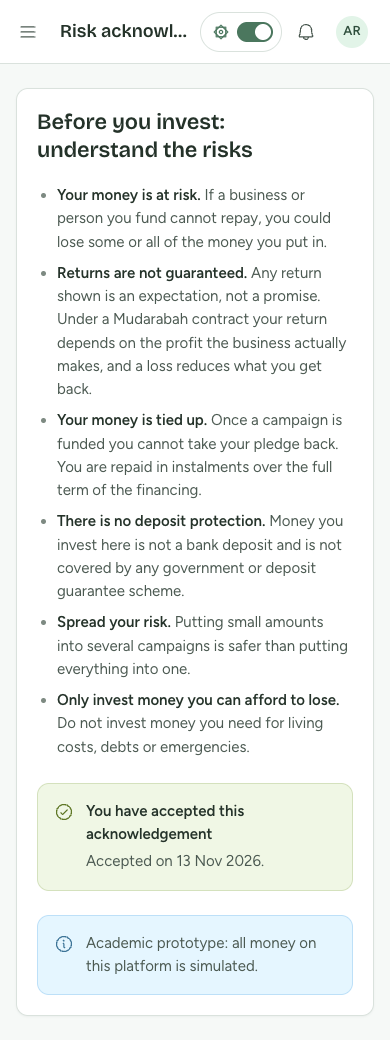 Risk acknowl...
AR
Before you invest:
understand the risks
Your money is at risk. If a business or
person you fund cannot repay, you could
lose some or all of the money you put in.
Returns are not guaranteed. Any return
shown is an expectation, not a promise.
Under a Mudarabah contract your return
depends on the profit the business actually
makes, and a loss reduces what you get
back.
Your money is tied up. Once a campaign is
funded you cannot take your pledge back.
You are repaid in instalments over the full
term of the financing.
There is no deposit protection. Money you
invest here is not a bank deposit and is not
covered by any government or deposit
guarantee scheme.
Spread your risk. Putting small amounts
into several campaigns is safer than putting
everything into one.
Only invest money you can afford to lose.
Do not invest money you need for living
costs, debts or emergencies.
You have accepted this
acknowledgement
Accepted on 13 Nov 2026.
Academic prototype: all money on
this platform is simulated.